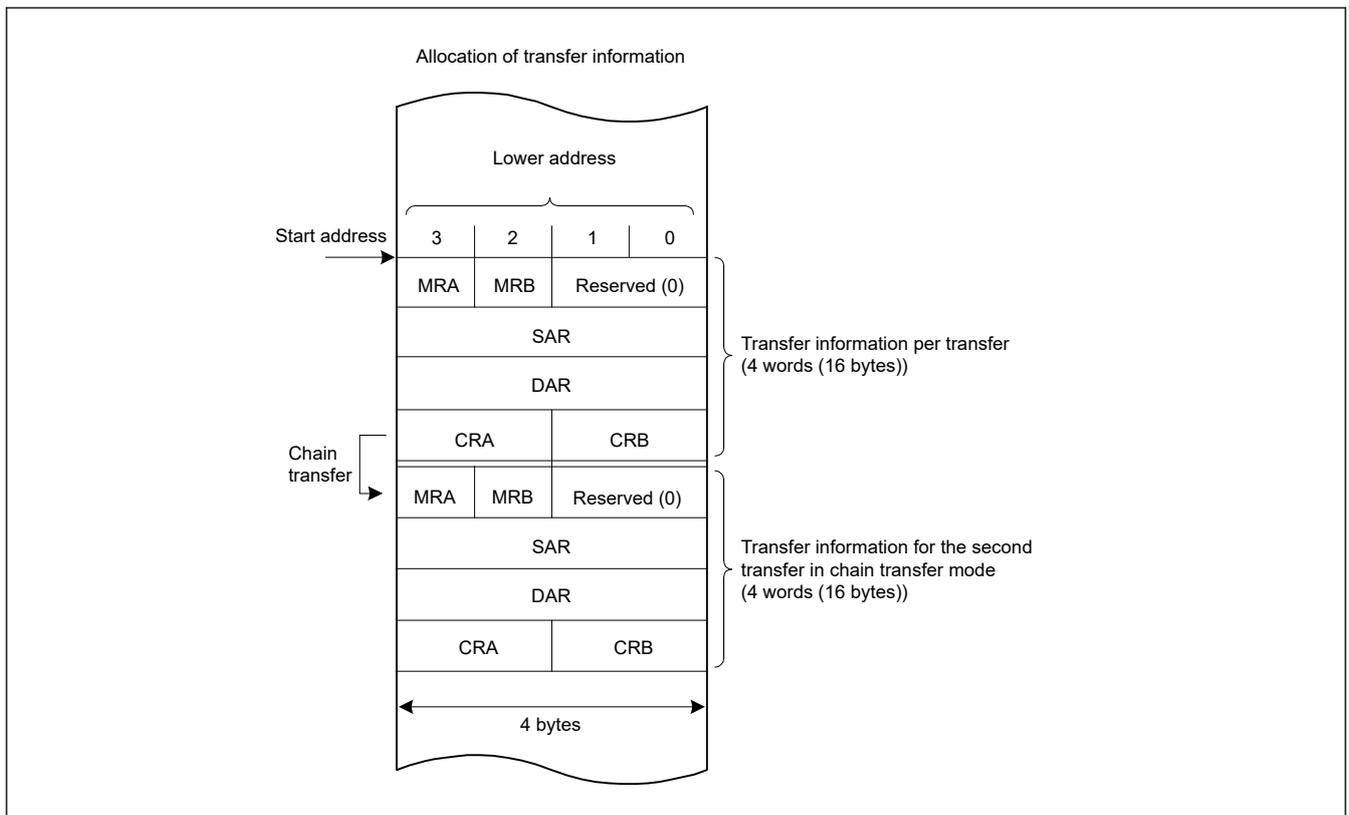 Allocation of transfer information
Lower address
Start address
3 2 1 0
MRA MRB Reserved (0)
SAR
DAR
CRA CRB
Transfer information per transfer
(4 words (16 bytes))
Chain
transfer
MRA MRB Reserved (0)
SAR
DAR
CRA CRB
Transfer information for the second
transfer in chain transfer mode
(4 words (16 bytes))
4 bytes